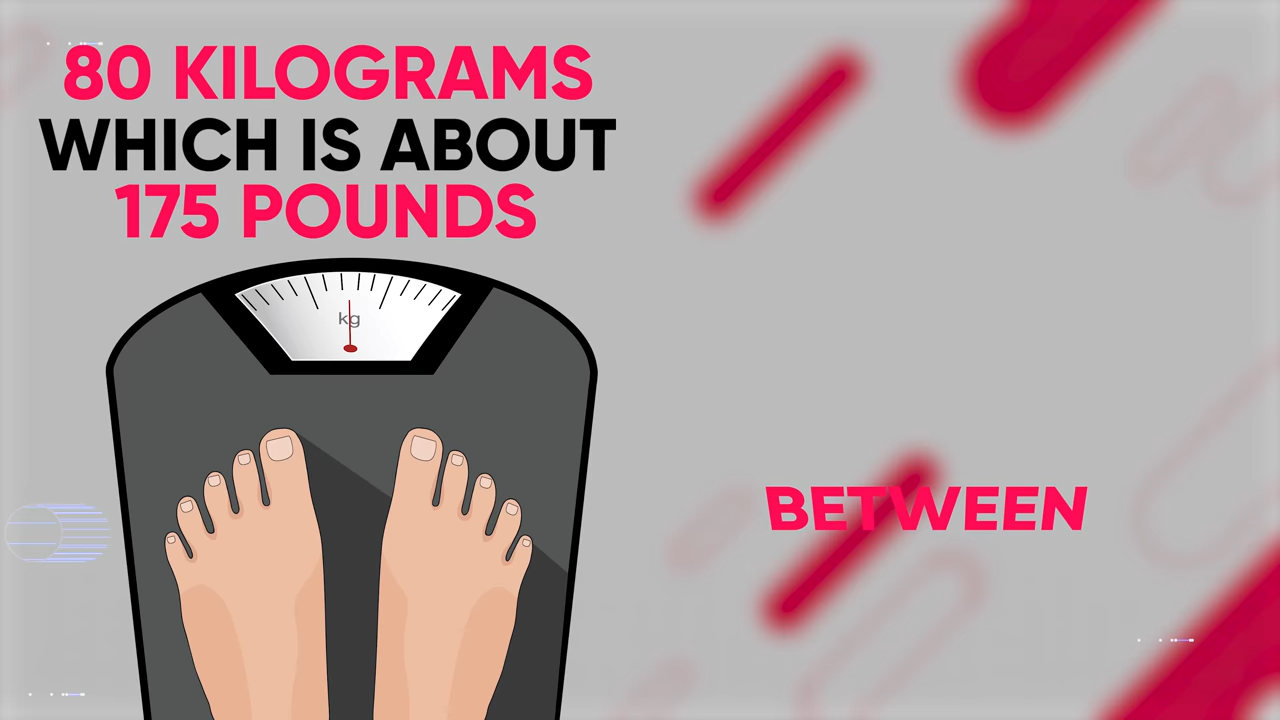 80 KILOGRAMS
WHICH IS ABOUT
175 POUNDS
kg
BETWEEN